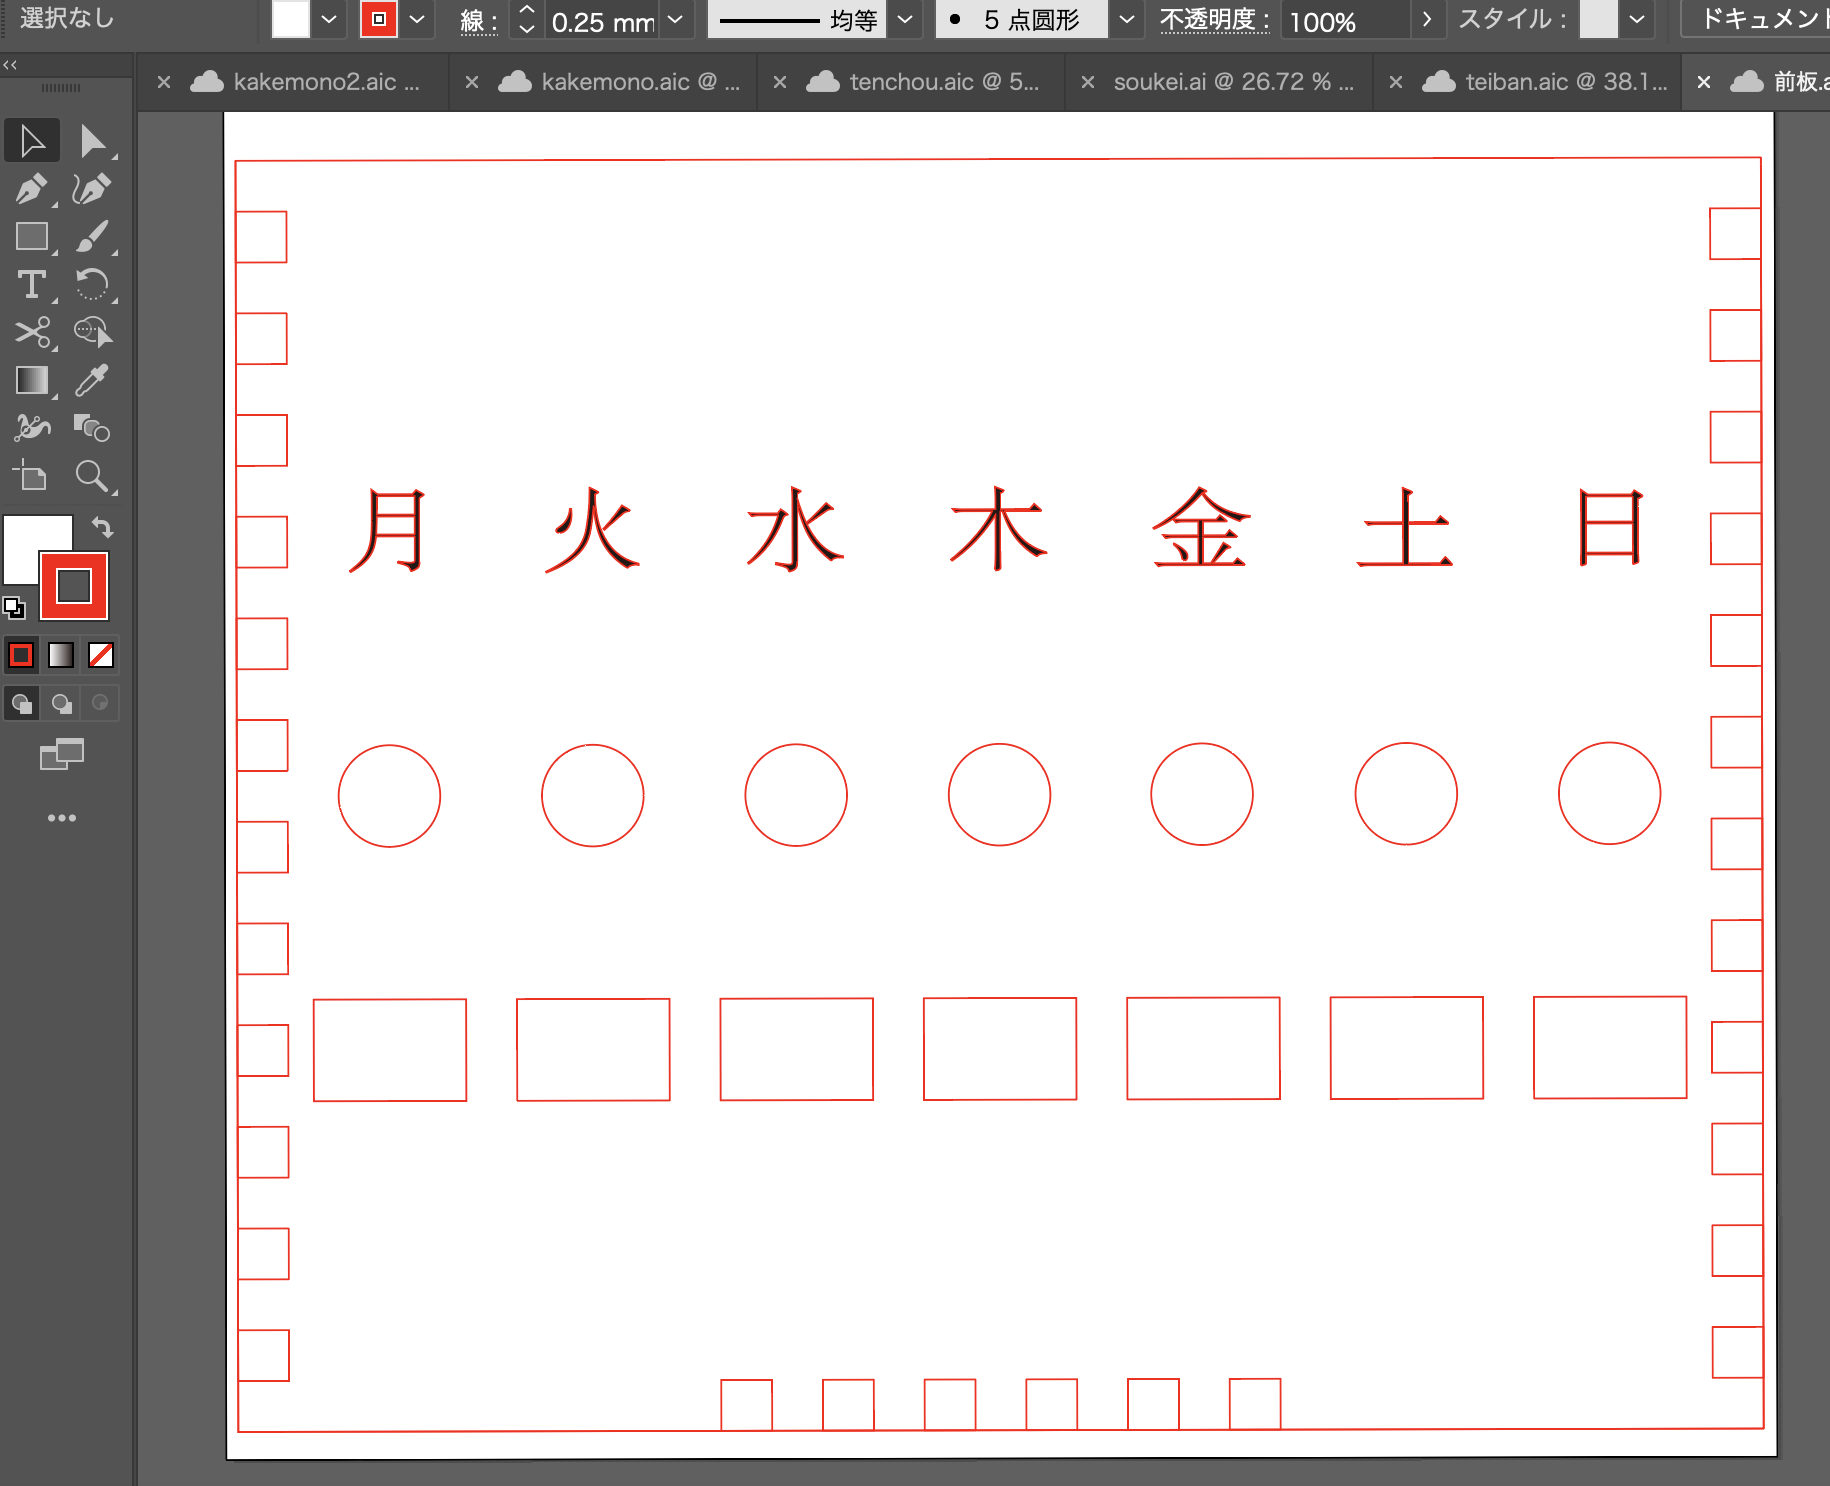 選択なし 線: 0.25 mm 均等 5 点円形 不透明度: 100% スタイル: ドキュメント
kakemono2.aic ... kakemono.aic @ ... tenchou.aic @ 5... soukei.ai @ 26.72 % ... teiban.aic @ 38.1... 前板.a
月 火 水 木 金 土 日